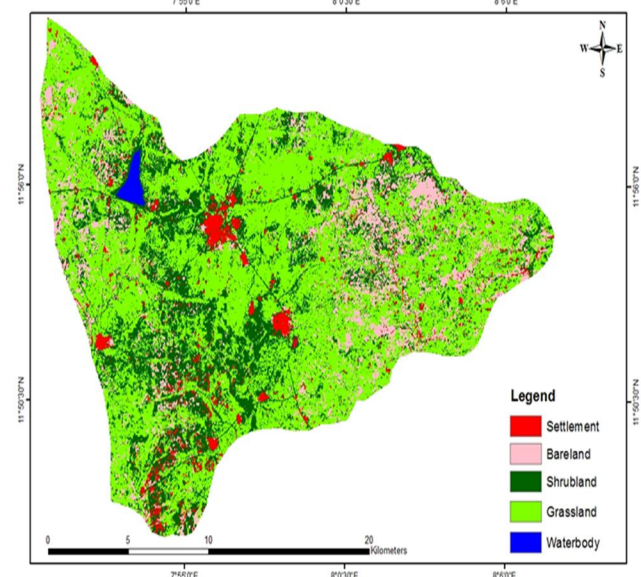 7°55'0"E 8°0'30"E 8°6'0"E
N
W E
S
11°56'0"N 11°56'0"N
11°50'30"N 11°50'30"N
Legend
Settlement
Bareland
Shrubland
Grassland
Waterbody
0 5 10 20
Kilometers
7°55'0"E 8°0'30"E 8°6'0"E